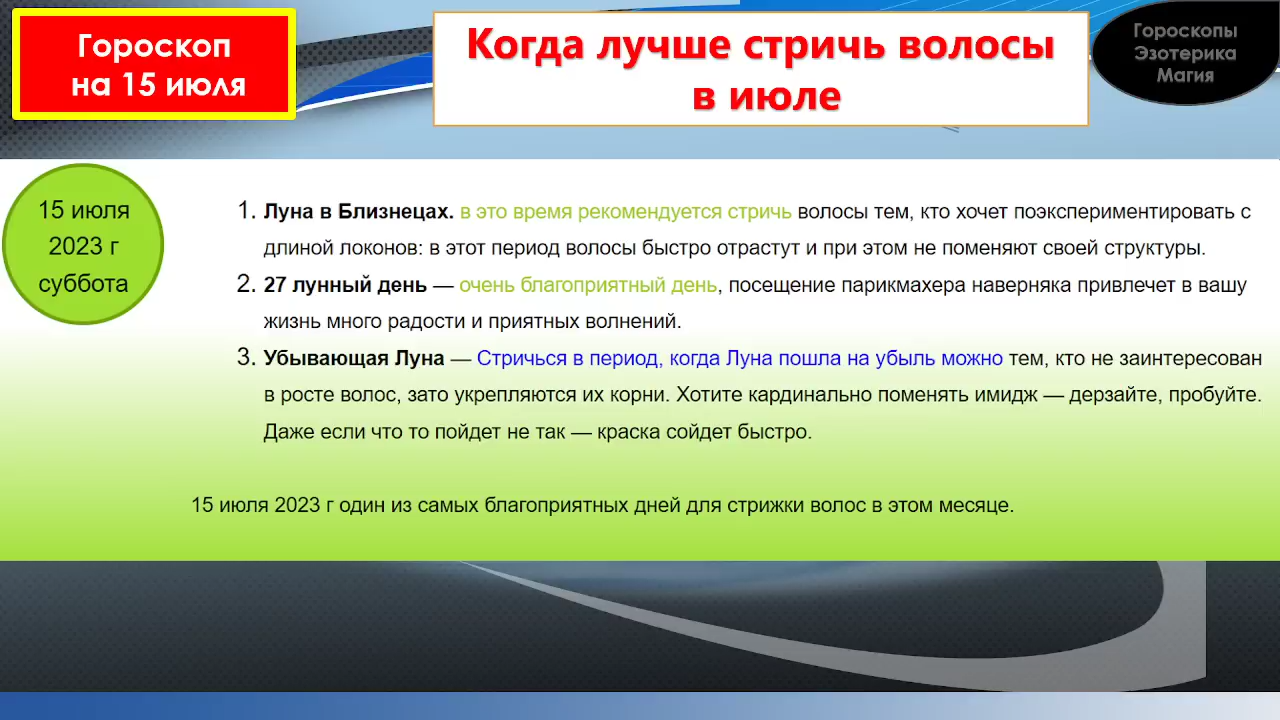 Гороскоп
на 15 июля
Когда лучше стричь волосы
в июле
Гороскопы
Эзотерика
Магия
15 июля
2023 г
суббота
1. Луна в Близнецах. в это время рекомендуется стричь волосы тем, кто хочет поэкспериментировать с
длиной локонов: в этот период волосы быстро отрастут и при этом не поменяют своей структуры.
2. 27 лунный день — очень благоприятный день, посещение парикмахера наверняка привлечет в вашу
жизнь много радости и приятных волнений.
3. Убывающая Луна — Стричься в период, когда Луна пошла на убыль можно тем, кто не заинтересован
в росте волос, зато укрепляются их корни. Хотите кардинально поменять имидж — дерзайте, пробуйте.
Даже если что то пойдет не так — краска сойдет быстро.
15 июля 2023 г один из самых благоприятных дней для стрижки волос в этом месяце.